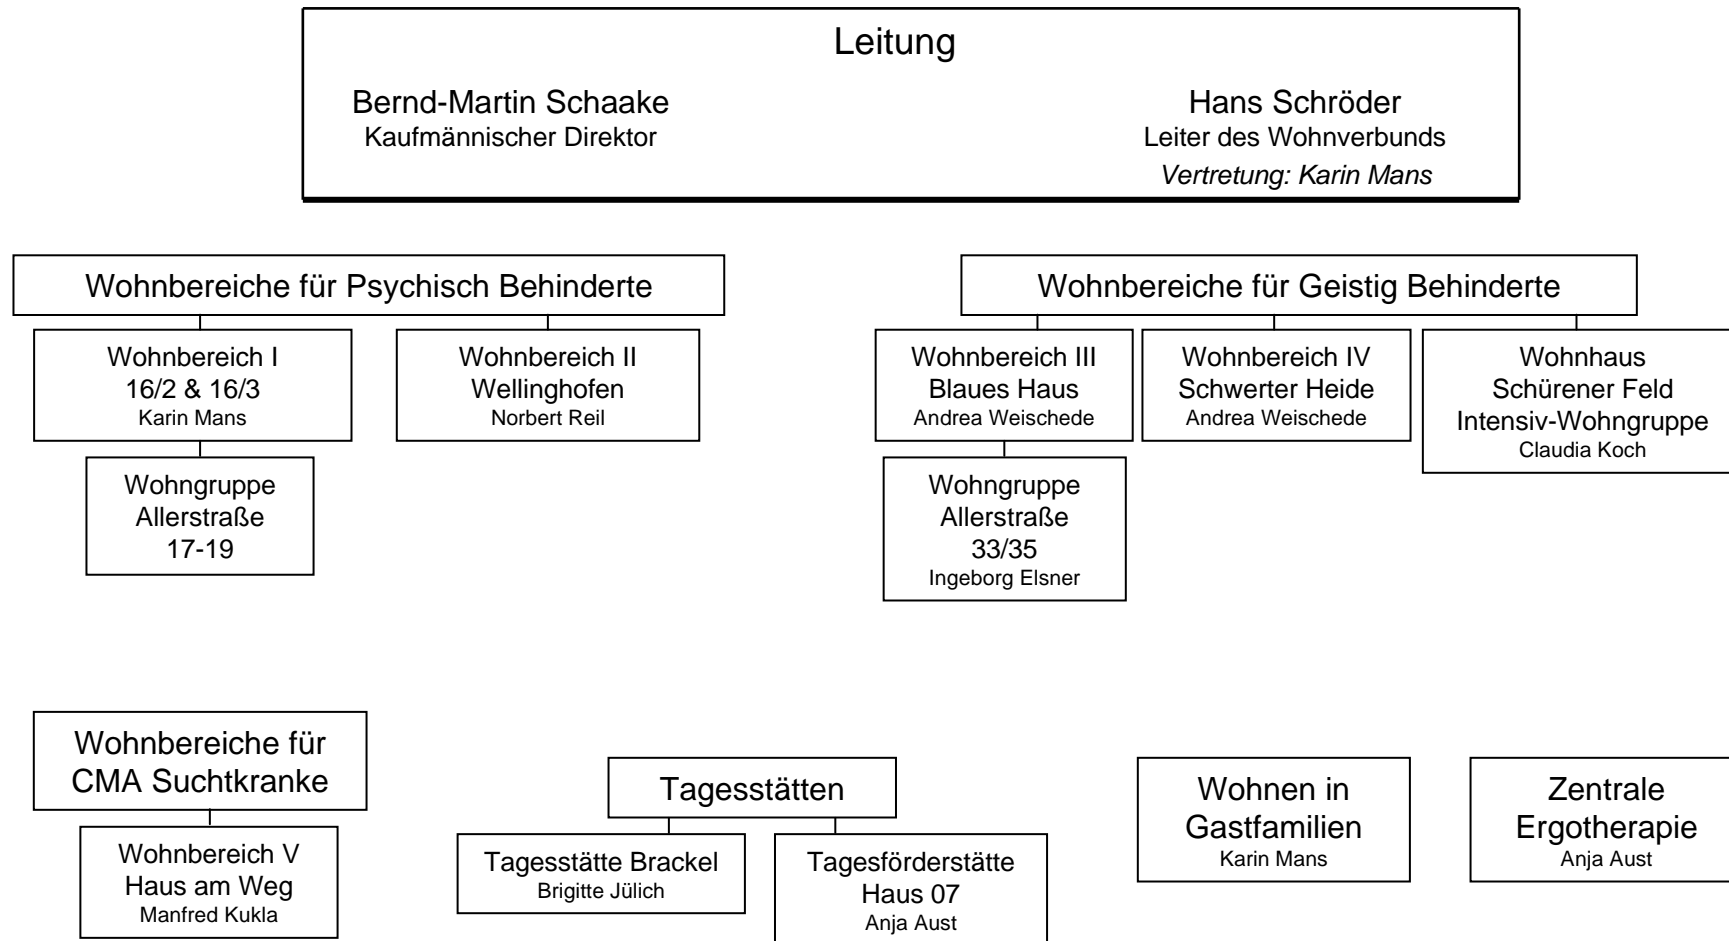 Leitung
Bernd-Martin Schaake
Kaufmännischer Direktor
Hans Schröder
Leiter des Wohnverbunds
Vertretung: Karin Mans
Wohnbereiche für Psychisch Behinderte
Wohnbereich I
16/2 & 16/3
Karin Mans
Wohngruppe
Allerstraße
17-19
Wohnbereich II
Wellinghofen
Norbert Reil
Wohnbereiche für Geistig Behinderte
Wohnbereich III
Blaues Haus
Andrea Weischede
Wohngruppe
Allerstraße
33/35
Ingeborg Elsner
Wohnbereich IV
Schwerter Heide
Andrea Weischede
Wohnhaus
Schürener Feld
Intensiv-Wohngruppe
Claudia Koch
Wohnbereiche für
CMA Suchtkranke
Wohnbereich V
Haus am Weg
Manfred Kukla
Tagesstätten
Tagesstätte Brackel
Brigitte Jülich
Tagesförderstätte
Haus 07
Anja Aust
Wohnen in
Gastfamilien
Karin Mans
Zentrale
Ergotherapie
Anja Aust